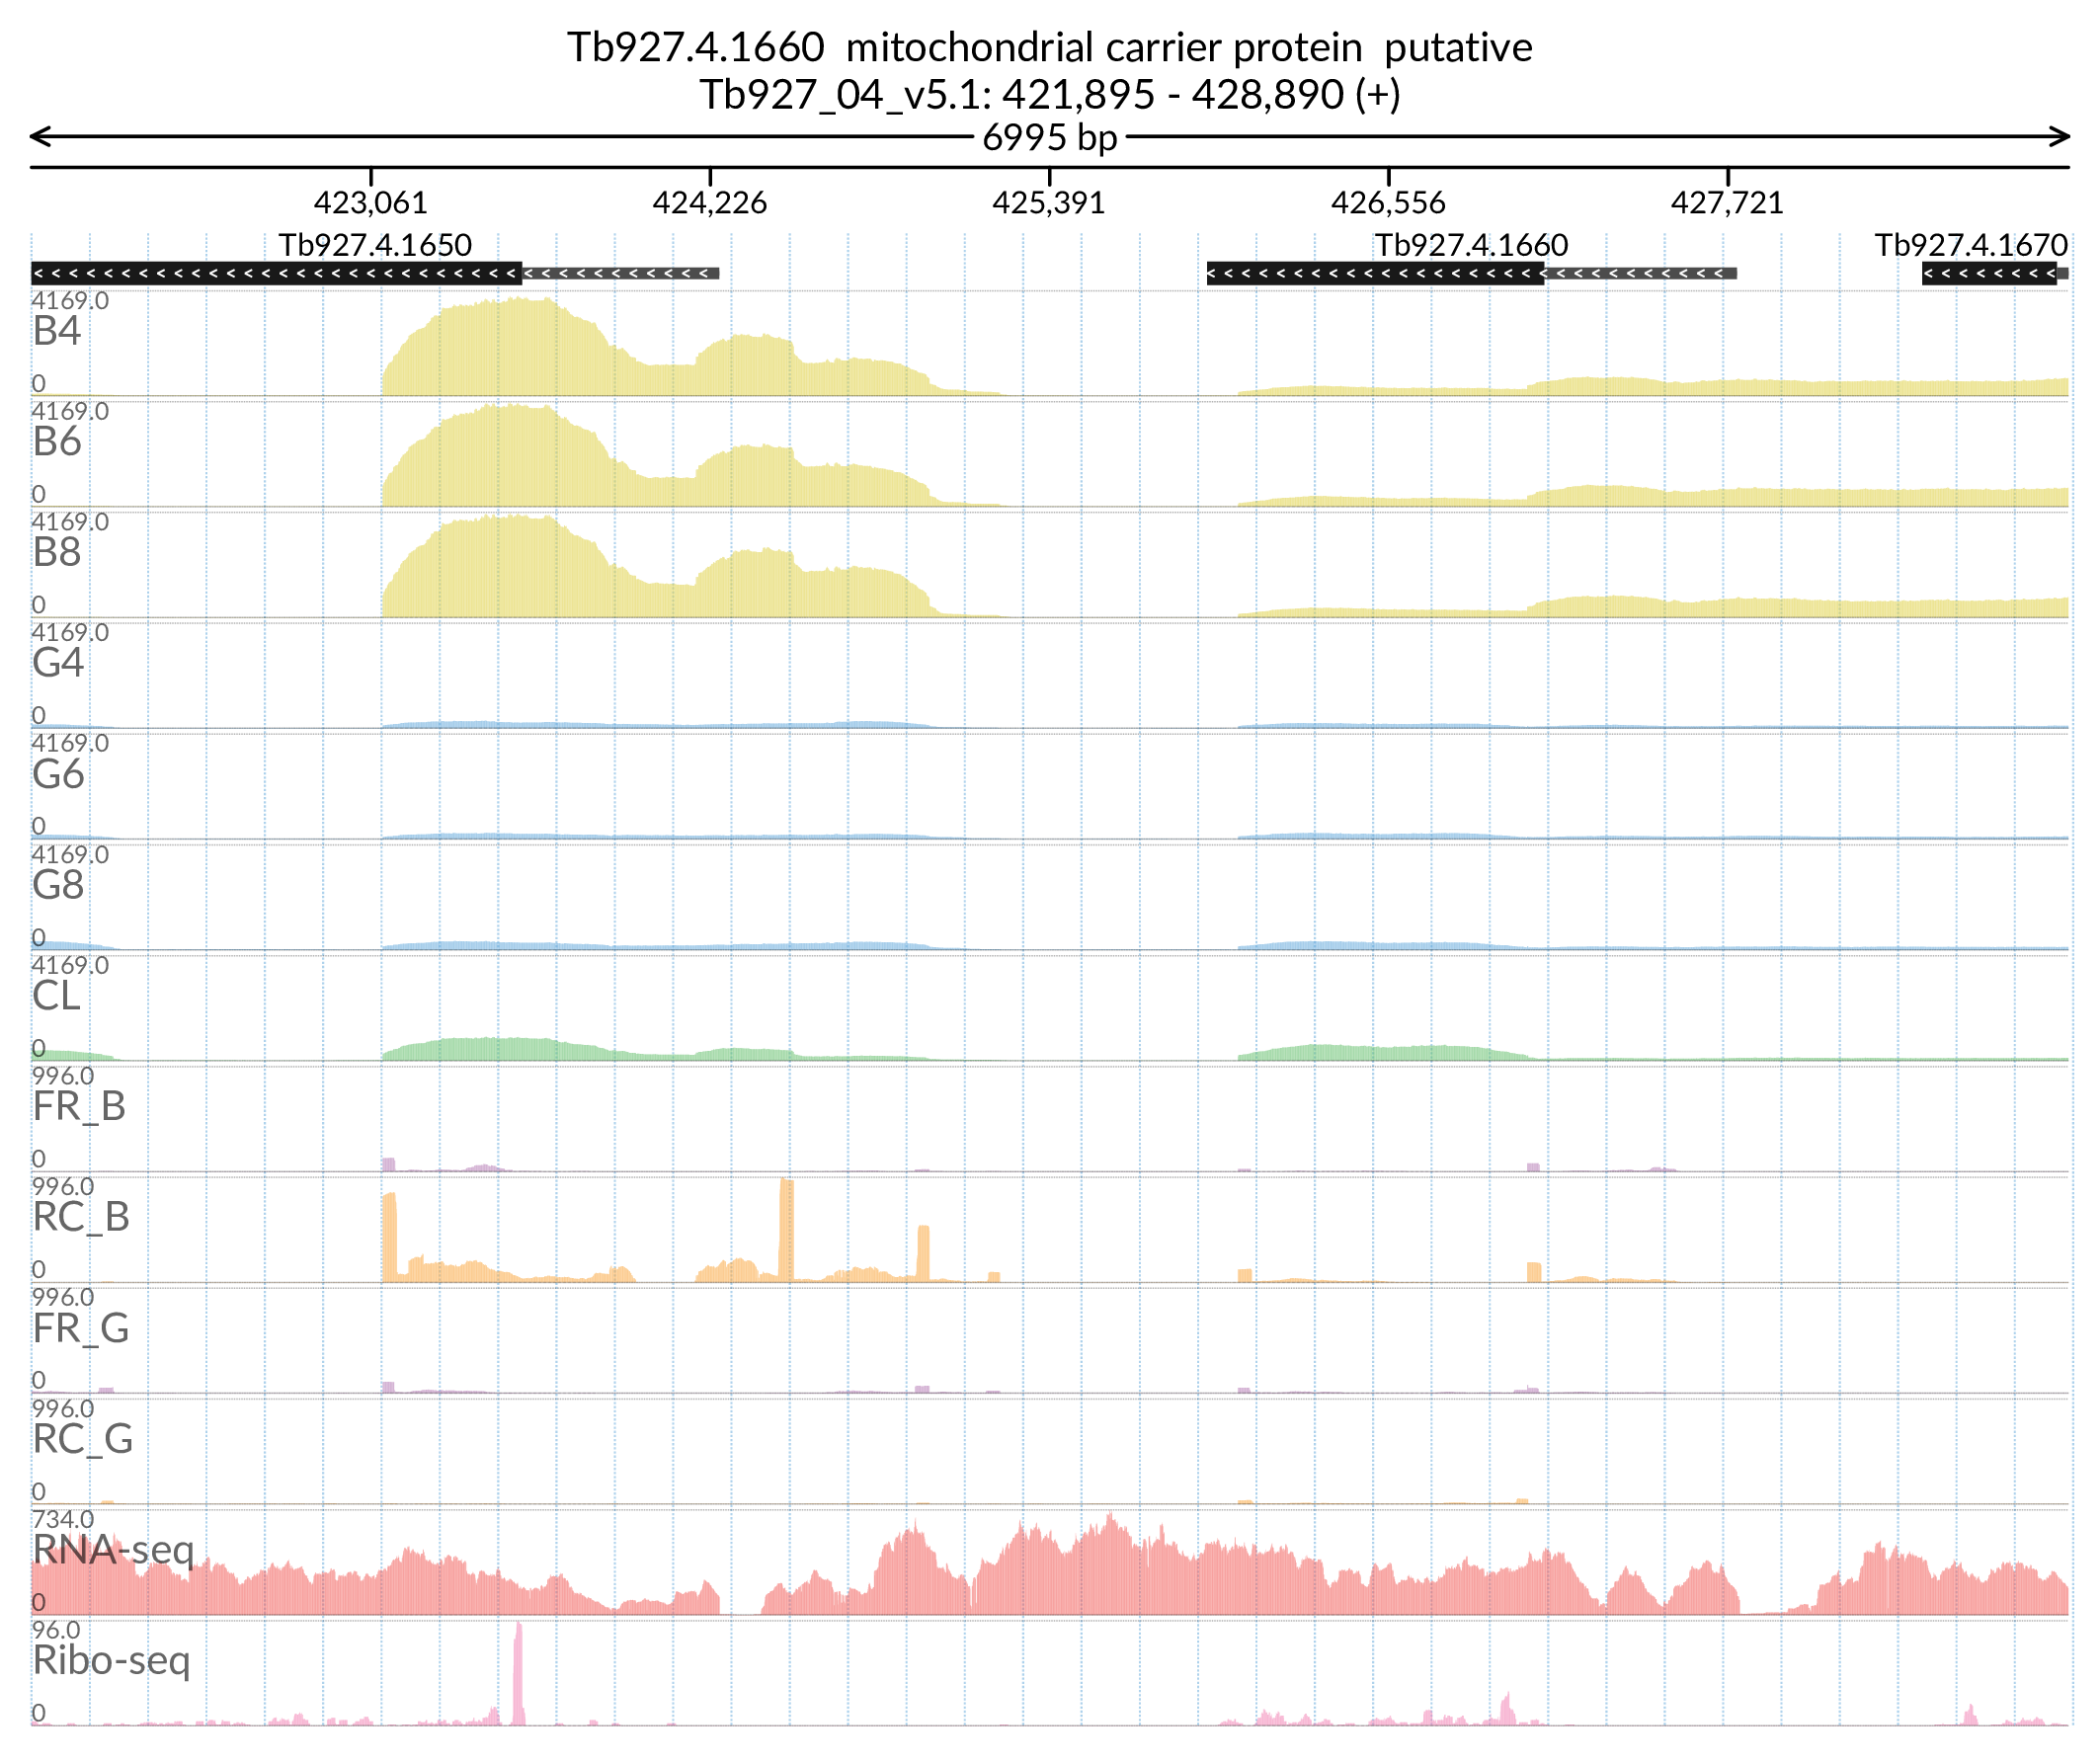 Tb927.4.1660  mitochondrial carrier protein  putative
Tb927_04_v5.1: 421,895 - 428,890 (+)
6995 bp
423,061 424,226 425,391 426,556 427,721
Tb927.4.1650 Tb927.4.1660 Tb927.4.1670
4169.0
B4
0
4169.0
B6
0
4169.0
B8
0
4169.0
G4
0
4169.0
G6
0
4169.0
G8
0
4169.0
CL
0
996.0
FR_B
0
996.0
RC_B
0
996.0
FR_G
0
996.0
RC_G
0
734.0
RNA-seq
0
96.0
Ribo-seq
0